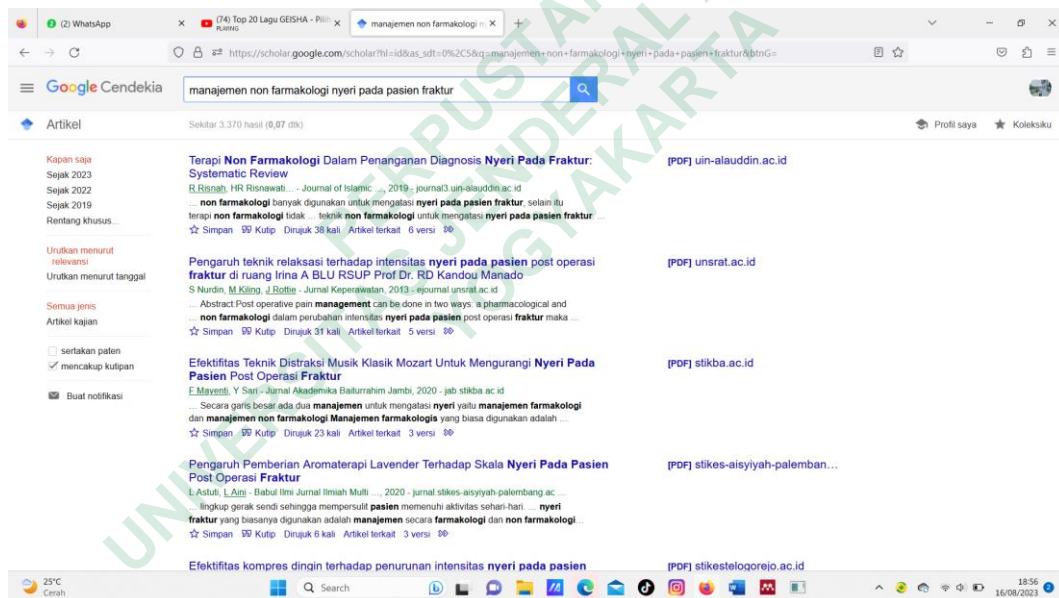 (2) WhatsApp
(74) Top 20 Lagu GEISHA - Pilih
PLAYING
manajemen non farmakologi n
https://scholar.google.com/scholar?hl=id&as_sdt=0%2C5&q=manajemen+non+farmakologi+nyeri+pada+pasien+fraktur&btnG=
Google Cendekia
manajemen non farmakologi nyeri pada pasien fraktur
Artikel
Sekitar 3.370 hasil (0,07 dtk)
Profil saya
Koleksiku
Kapan saja
Sejak 2023
Sejak 2022
Sejak 2019
Rentang khusus...
Urutkan menurut
relevansi
Urutkan menurut tanggal
Semua jenis
Artikel kajian
sertakan paten
mencakup kutipan
Buat notifikasi
Terapi Non Farmakologi Dalam Penanganan Diagnosis Nyeri Pada Fraktur:
Systematic Review
R Risnah, HR Risnawati... - Journal of Islamic ..., 2019 - journal3.uin-alauddin.ac.id
... non farmakologi banyak digunakan untuk mengatasi nyeri pada pasien fraktur, selain itu
terapi non farmakologi tidak ... teknik non farmakologi untuk mengatasi nyeri pada pasien fraktur ...
Simpan Kutip Dirujuk 38 kali Artikel terkait 6 versi
[PDF] uin-alauddin.ac.id
Pengaruh teknik relaksasi terhadap intensitas nyeri pada pasien post operasi
fraktur di ruang Irina A BLU RSUP Prof Dr. RD Kandou Manado
S Nurdin, M Kiling, J Rottie - Jurnal Keperawatan, 2013 - ejournal.unsrat.ac.id
... Abstract:Post operative pain management can be done in two ways: a pharmacological and
... non farmakologi dalam perubahan intensitas nyeri pada pasien post operasi fraktur maka ...
Simpan Kutip Dirujuk 31 kali Artikel terkait 5 versi
[PDF] unsrat.ac.id
Efektifitas Teknik Distraksi Musik Klasik Mozart Untuk Mengurangi Nyeri Pada
Pasien Post Operasi Fraktur
F Mayenti, Y Sari - Jurnal Akademika Baiturrahim Jambi, 2020 - jab.stikba.ac.id
... Secara garis besar ada dua manajemen untuk mengatasi nyeri yaitu manajemen farmakologi
dan manajemen non farmakologi.Manajemen farmakologis yang biasa digunakan adalah ...
Simpan Kutip Dirujuk 23 kali Artikel terkait 3 versi
[PDF] stikba.ac.id
Pengaruh Pemberian Aromaterapi Lavender Terhadap Skala Nyeri Pada Pasien
Post Operasi Fraktur
L Astuti, L Aini - Babul Ilmi Jurnal Ilmiah Multi ..., 2020 - jurnal.stikes-aisyiyah-palembang.ac ...
... lingkup gerak sendi sehingga mempersulit pasien memenuhi aktivitas sehari-hari. ... nyeri
fraktur yang biasanya digunakan adalah manajemen secara farmakologi dan non farmakologi...
Simpan Kutip Dirujuk 6 kali Artikel terkait 3 versi
[PDF] stikes-aisyiyah-palemban...
Efektifitas kompres dingin terhadap penurunan intensitas nyeri pada pasien
[PDF] stikestelogorejo.ac.id
25°C
Cerah
Search
18:56
16/08/2023
PERPUSTA
UNIVERSITAS JENDERAL A
YOGYAKARTA